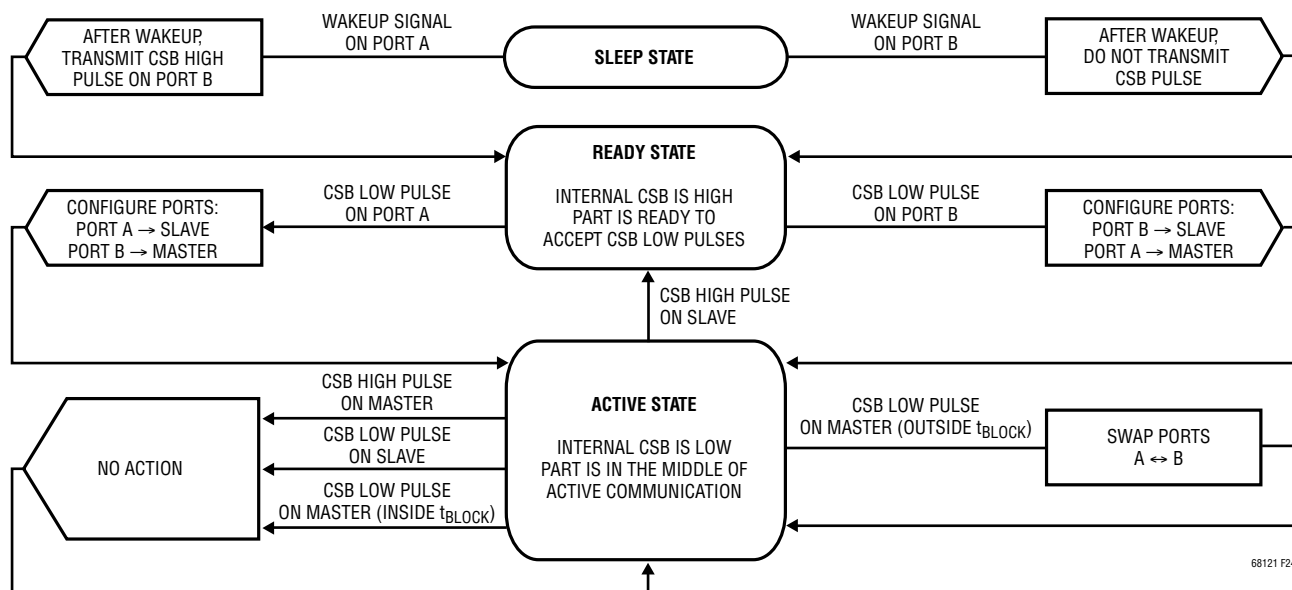 AFTER WAKEUP,
TRANSMIT CSB HIGH
PULSE ON PORT B
WAKEUP SIGNAL
ON PORT A
SLEEP STATE
WAKEUP SIGNAL
ON PORT B
AFTER WAKEUP,
DO NOT TRANSMIT
CSB PULSE
READY STATE
INTERNAL CSB IS HIGH
PART IS READY TO
ACCEPT CSB LOW PULSES
CONFIGURE PORTS:
PORT A → SLAVE
PORT B → MASTER
CSB LOW PULSE
ON PORT A
CSB LOW PULSE
ON PORT B
CONFIGURE PORTS:
PORT B → SLAVE
PORT A → MASTER
CSB HIGH PULSE
ON SLAVE
NO ACTION
CSB HIGH PULSE
ON MASTER
CSB LOW PULSE
ON SLAVE
CSB LOW PULSE
ON MASTER (INSIDE tBLOCK)
ACTIVE STATE
INTERNAL CSB IS LOW
PART IS IN THE MIDDLE OF
ACTIVE COMMUNICATION
CSB LOW PULSE
ON MASTER (OUTSIDE tBLOCK)
SWAP PORTS
A ↔ B
68121 F24